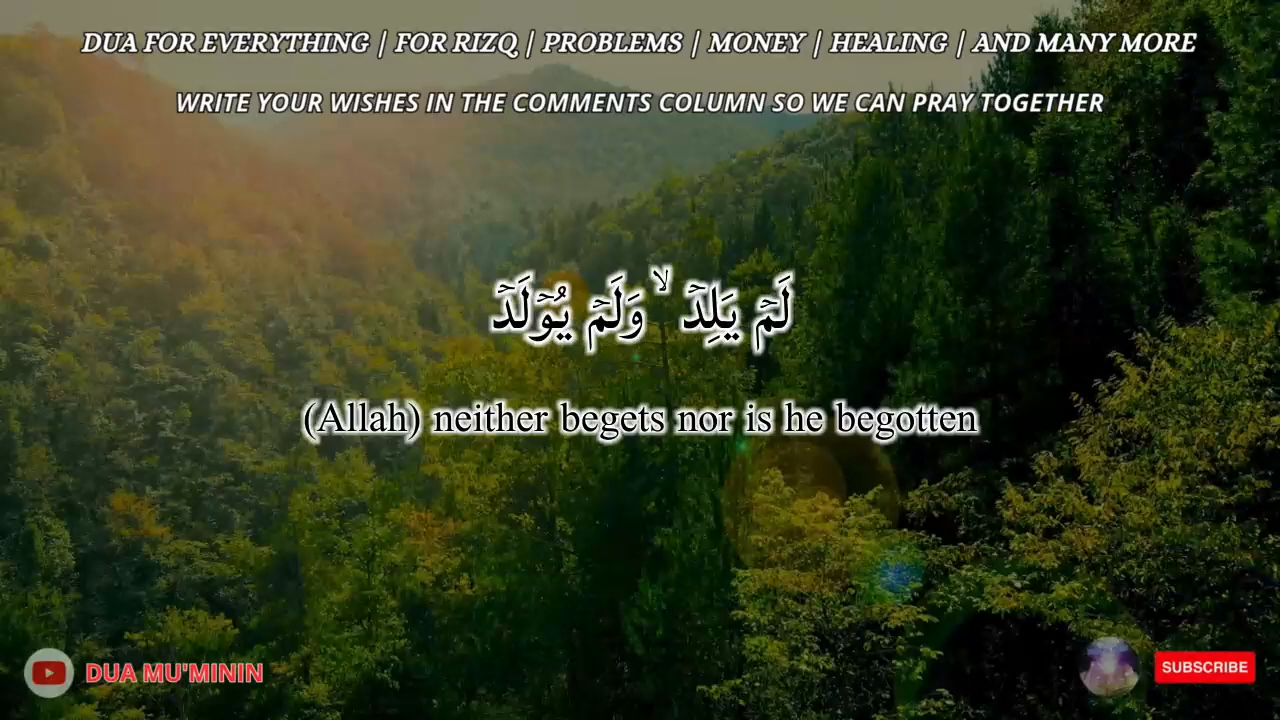 DUA FOR EVERYTHING | FOR RIZQ | PROBLEMS | MONEY | HEALING | AND MANY MORE
WRITE YOUR WISHES IN THE COMMENTS COLUMN SO WE CAN PRAY TOGETHER
لَمْ يَلِدْ ۙ وَلَمْ يُوْلَدْ
(Allah) neither begets nor is he begotten
DUA MU'MININ
SUBSCRIBE